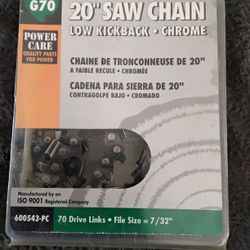 G70
20" SAW CHAIN
LOW KICKBACK • CHROME
POWER
CARE
QUALITY PARTS
FOR POWER
CHAINE DE TRONCONNEUSE DE 20"
A FAIBLE RECULE • CHROMÉE
CADENA PARA SIERRA DE 20"
CONTRAGOLPE BAJO • CROMADO
Manufactured by an
ISO 9001 Registered Company
600543-PC
70 Drive Links • File Size = 7/32"